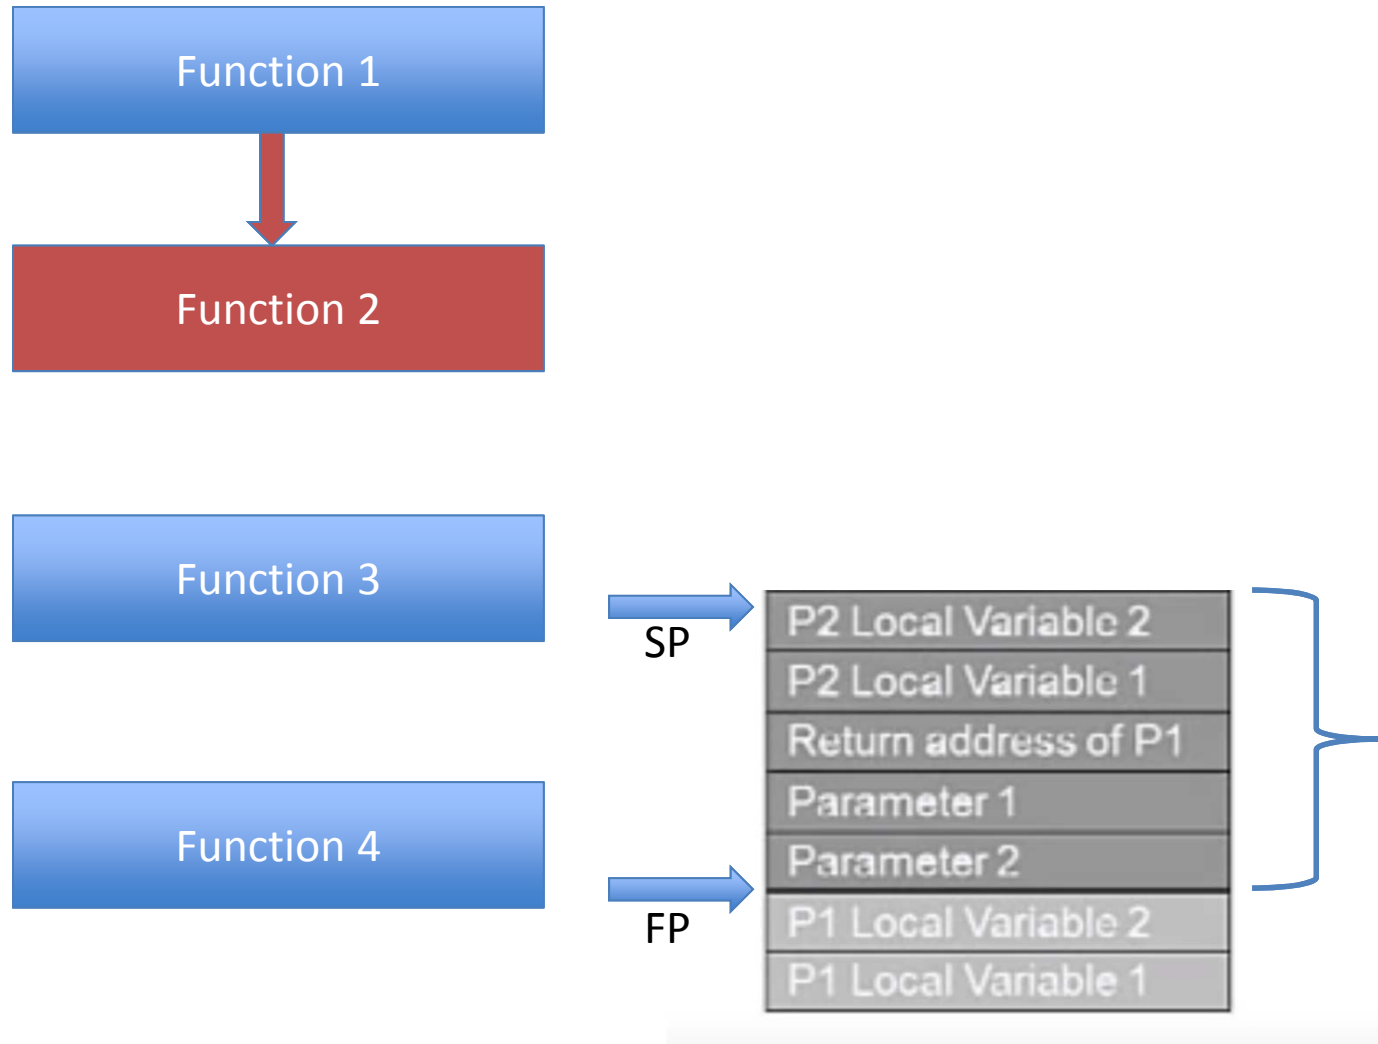 Function 1
Function 2
Function 3
Function 4
SP
FP
P2 Local Variable 2
P2 Local Variable 1
Return address of P1
Parameter 1
Parameter 2
P1 Local Variable 2
P1 Local Variable 1